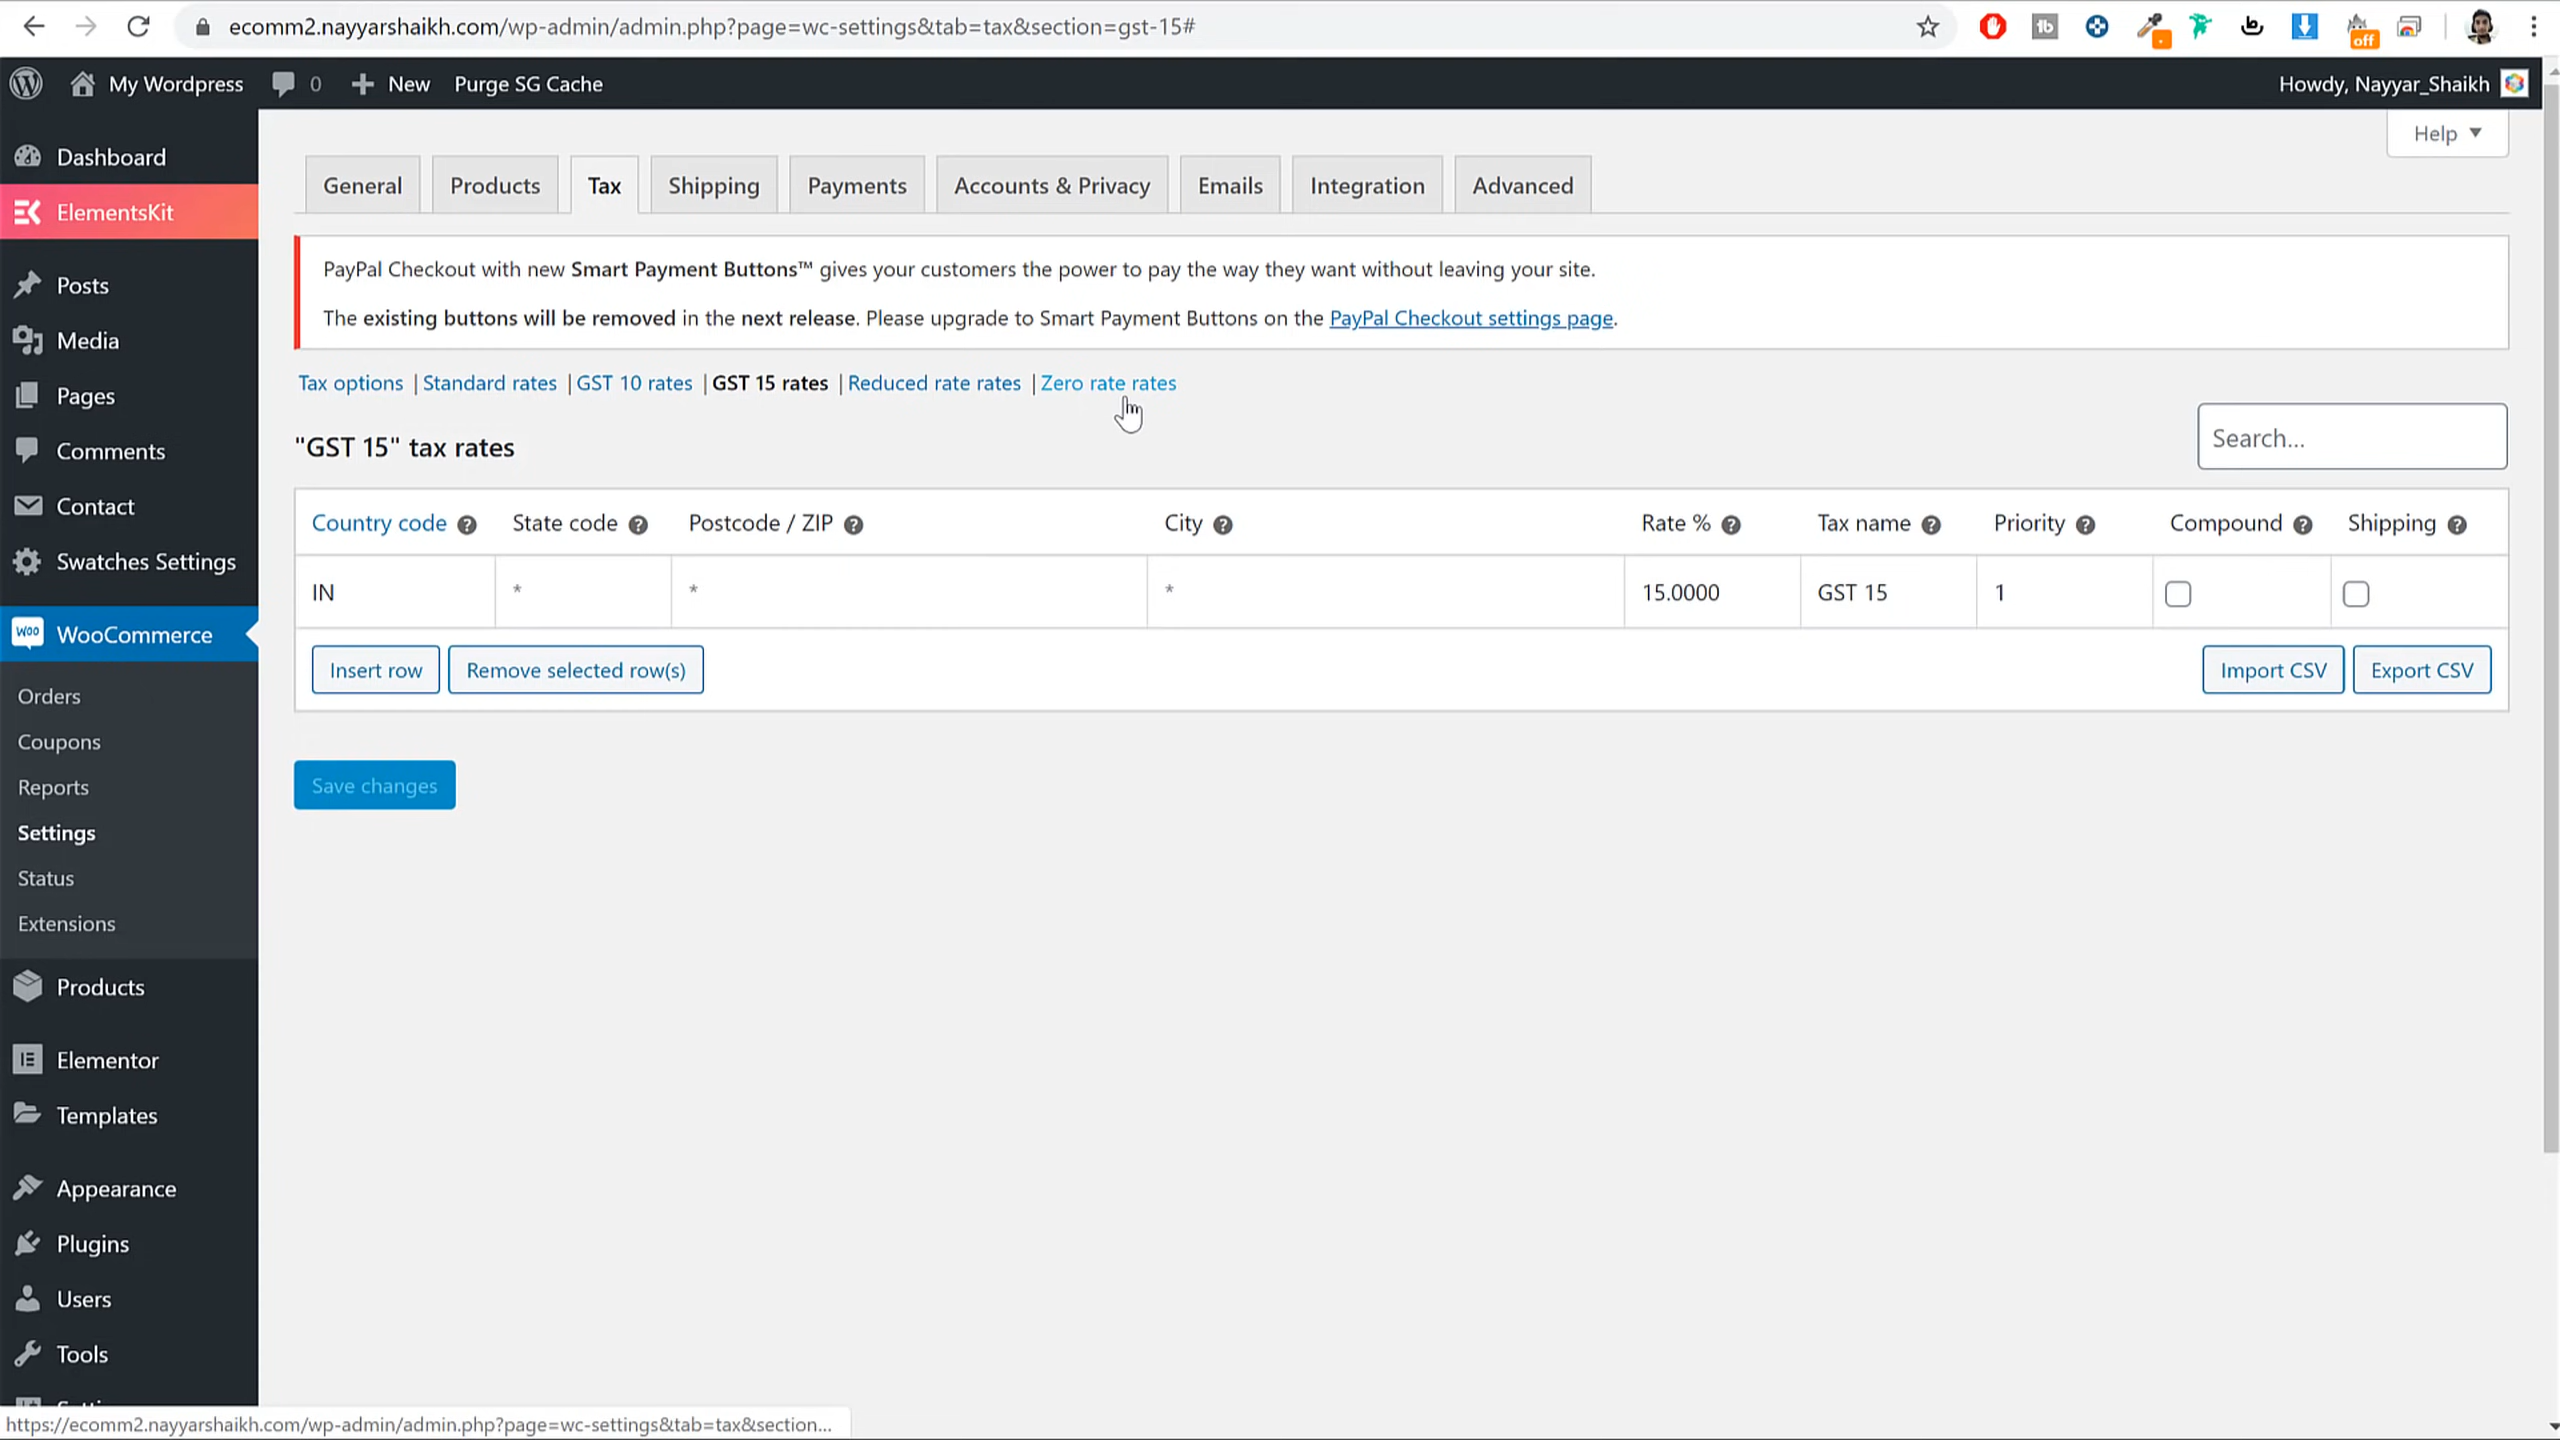 ecomm2.nayyarshaikh.com/wp-admin/admin.php?page=wc-settings&tab=tax&section=gst-15#
off
My Wordpress 0 New Purge SG Cache Howdy, Nayyar_Shaikh
Help
Dashboard
ElementsKit
Posts
Media
Pages
Comments
Contact
Swatches Settings
WooCommerce
Orders
Coupons
Reports
Settings
Status
Extensions
Products
Elementor
Templates
Appearance
Plugins
Users
Tools
General Products Tax Shipping Payments Accounts & Privacy Emails Integration Advanced
PayPal Checkout with new Smart Payment Buttons™ gives your customers the power to pay the way they want without leaving your site.
The existing buttons will be removed in the next release. Please upgrade to Smart Payment Buttons on the PayPal Checkout settings page.
Tax options | Standard rates | GST 10 rates | GST 15 rates | Reduced rate rates | Zero rate rates
"GST 15" tax rates
Search...
Country code ? State code ? Postcode / ZIP ? City ? Rate % ? Tax name ? Priority ? Compound ? Shipping ?
IN * * * 15.0000 GST 15 1
Insert row Remove selected row(s) Import CSV Export CSV
Save changes
https://ecomm2.nayyarshaikh.com/wp-admin/admin.php?page=wc-settings&tab=tax&section...